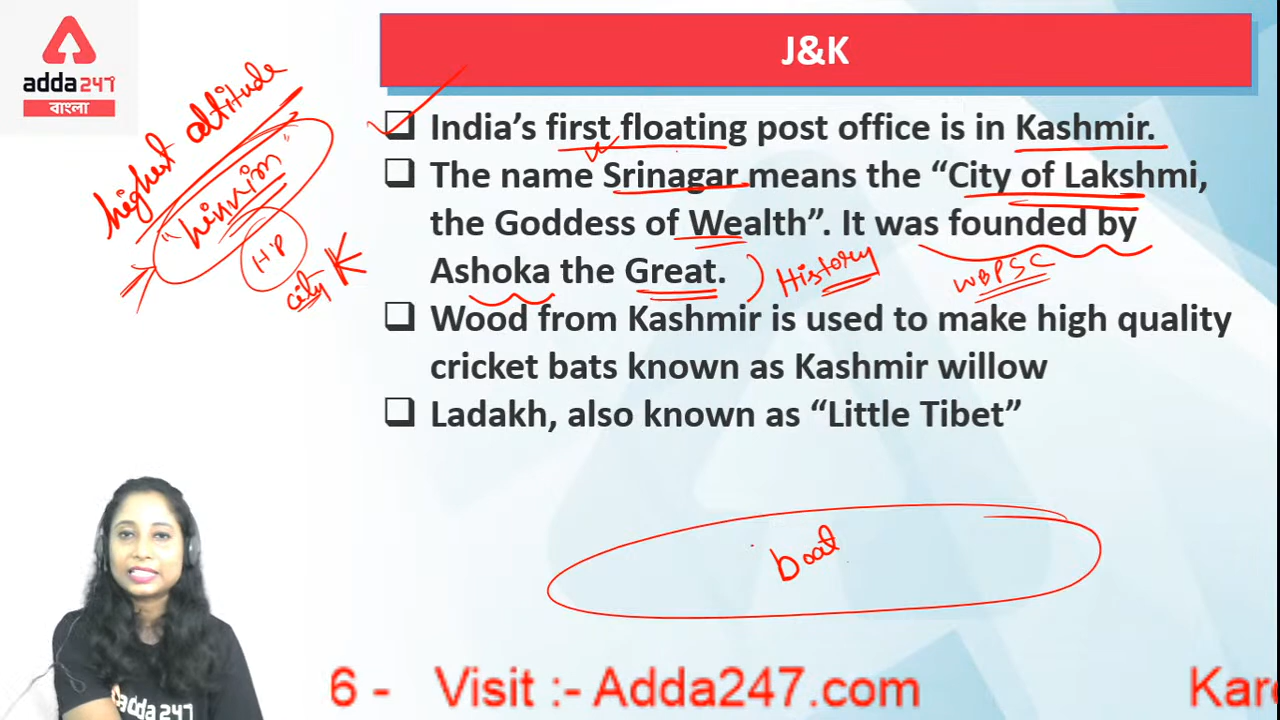 adda247
বাংলা
J&K
highest altitude
"hikkim"
HP
city K
❑ India's first floating post office is in Kashmir.
❑ The name Srinagar means the "City of Lakshmi,
the Goddess of Wealth". It was founded by
Ashoka the Great.
History
WBPSC
❑ Wood from Kashmir is used to make high quality
cricket bats known as Kashmir willow
❑ Ladakh, also known as "Little Tibet"
boat
adda247
6 - Visit :- Adda247.com Kar